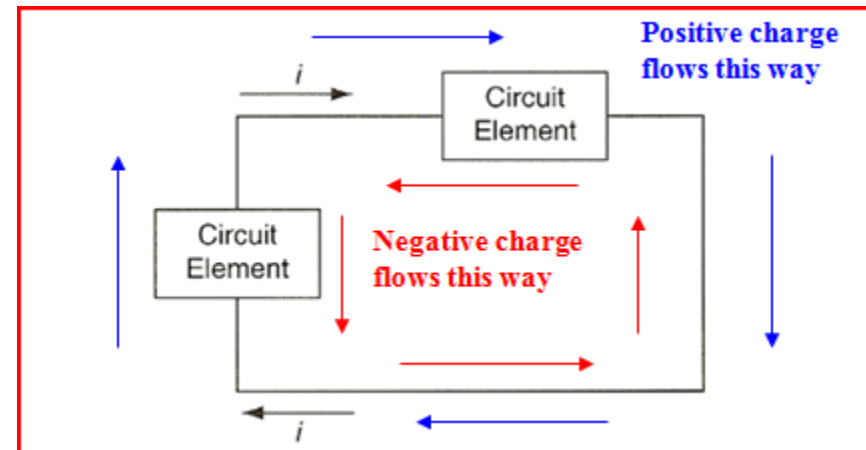 Positive charge
flows this way
i
Circuit
Element
Circuit
Element
Negative charge
flows this way
i